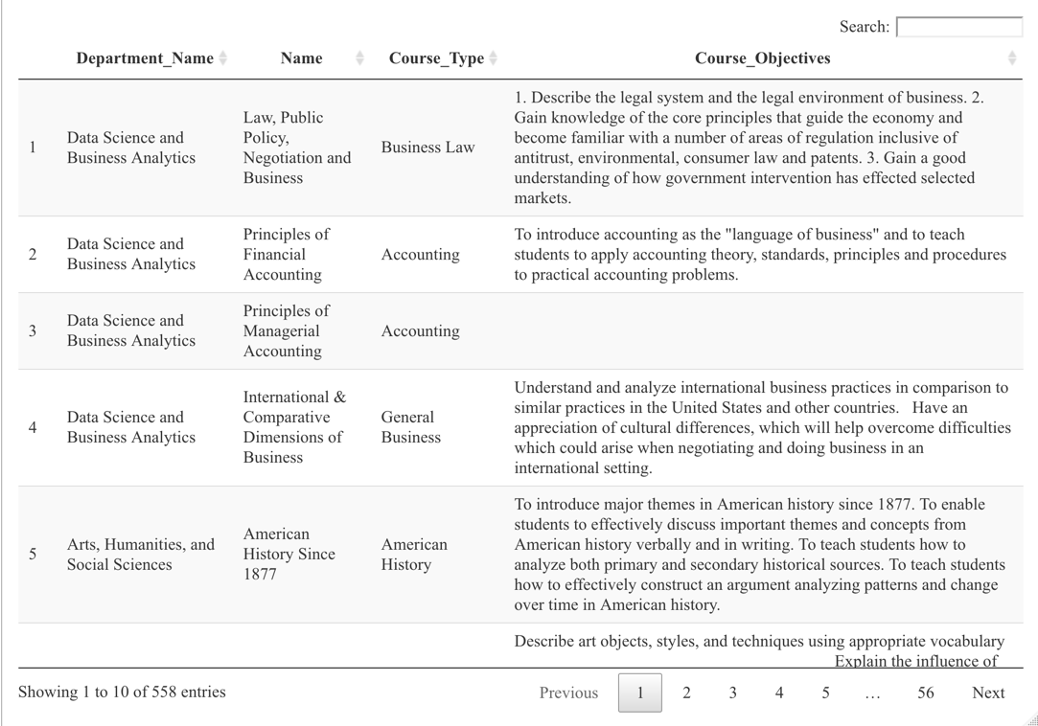 Search:
Department_Name Name Course_Type Course_Objectives
1
Data Science and
Business Analytics
Law, Public
Policy,
Negotiation and
Business
Business Law
1. Describe the legal system and the legal environment of business. 2.
Gain knowledge of the core principles that guide the economy and
become familiar with a number of areas of regulation inclusive of
antitrust, environmental, consumer law and patents. 3. Gain a good
understanding of how government intervention has effected selected
markets.
2
Data Science and
Business Analytics
Principles of
Financial
Accounting
Accounting
To introduce accounting as the "language of business" and to teach
students to apply accounting theory, standards, principles and procedures
to practical accounting problems.
3
Data Science and
Business Analytics
Principles of
Managerial
Accounting
Accounting
4
Data Science and
Business Analytics
International &
Comparative
Dimensions of
Business
General
Business
Understand and analyze international business practices in comparison to
similar practices in the United States and other countries.   Have an
appreciation of cultural differences, which will help overcome difficulties
which could arise when negotiating and doing business in an
international setting.
5
Arts, Humanities, and
Social Sciences
American
History Since
1877
American
History
To introduce major themes in American history since 1877. To enable
students to effectively discuss important themes and concepts from
American history verbally and in writing. To teach students how to
analyze both primary and secondary historical sources. To teach students
how to effectively construct an argument analyzing patterns and change
over time in American history.
Describe art objects, styles, and techniques using appropriate vocabulary
Explain the influence of
Showing 1 to 10 of 558 entries
Previous 1 2 3 4 5 … 56 Next